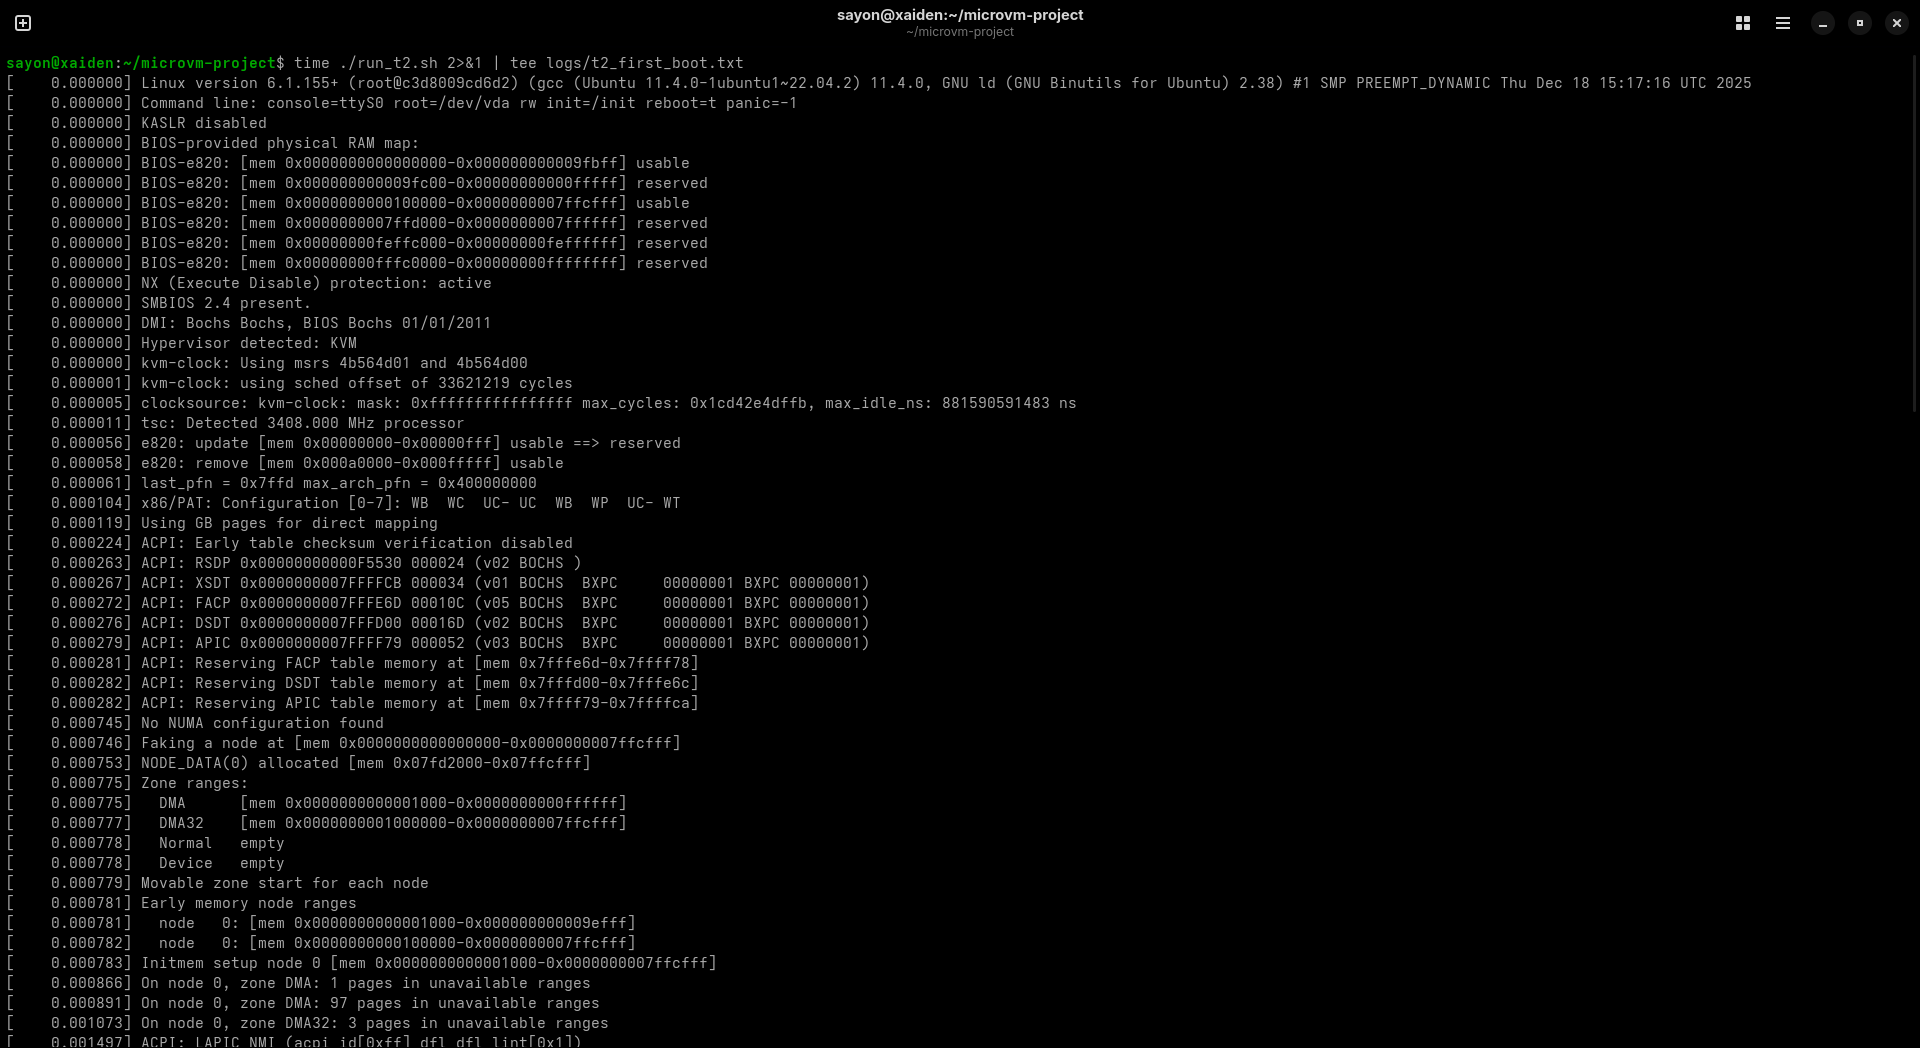 sayon@xaiden:~/microvm-project
~/microvm-project
sayon@xaiden:~/microvm-project$ time ./run_t2.sh 2>&1 | tee logs/t2_first_boot.txt
[    0.000000] Linux version 6.1.155+ (root@c3d8009cd6d2) (gcc (Ubuntu 11.4.0-1ubuntu1~22.04.2) 11.4.0, GNU ld (GNU Binutils for Ubuntu) 2.38) #1 SMP PREEMPT_DYNAMIC Thu Dec 18 15:17:16 UTC 2025
[    0.000000] Command line: console=ttyS0 root=/dev/vda rw init=/init reboot=t panic=-1
[    0.000000] KASLR disabled
[    0.000000] BIOS-provided physical RAM map:
[    0.000000] BIOS-e820: [mem 0x0000000000000000-0x000000000009fbff] usable
[    0.000000] BIOS-e820: [mem 0x000000000009fc00-0x00000000000fffff] reserved
[    0.000000] BIOS-e820: [mem 0x0000000000100000-0x0000000007ffcfff] usable
[    0.000000] BIOS-e820: [mem 0x0000000007ffd000-0x0000000007ffffff] reserved
[    0.000000] BIOS-e820: [mem 0x00000000feffc000-0x00000000feffffff] reserved
[    0.000000] BIOS-e820: [mem 0x00000000fffc0000-0x00000000ffffffff] reserved
[    0.000000] NX (Execute Disable) protection: active
[    0.000000] SMBIOS 2.4 present.
[    0.000000] DMI: Bochs Bochs, BIOS Bochs 01/01/2011
[    0.000000] Hypervisor detected: KVM
[    0.000000] kvm-clock: Using msrs 4b564d01 and 4b564d00
[    0.000001] kvm-clock: using sched offset of 33621219 cycles
[    0.000005] clocksource: kvm-clock: mask: 0xffffffffffffffff max_cycles: 0x1cd42e4dffb, max_idle_ns: 881590591483 ns
[    0.000011] tsc: Detected 3408.000 MHz processor
[    0.000056] e820: update [mem 0x00000000-0x00000fff] usable ==> reserved
[    0.000058] e820: remove [mem 0x000a0000-0x000fffff] usable
[    0.000061] last_pfn = 0x7ffd max_arch_pfn = 0x400000000
[    0.000104] x86/PAT: Configuration [0-7]: WB  WC  UC- UC  WB  WP  UC- WT
[    0.000119] Using GB pages for direct mapping
[    0.000224] ACPI: Early table checksum verification disabled
[    0.000263] ACPI: RSDP 0x00000000000F5530 000024 (v02 BOCHS )
[    0.000267] ACPI: XSDT 0x0000000007FFFFCB 000034 (v01 BOCHS  BXPC     00000001 BXPC 00000001)
[    0.000272] ACPI: FACP 0x0000000007FFFE6D 00010C (v05 BOCHS  BXPC     00000001 BXPC 00000001)
[    0.000276] ACPI: DSDT 0x0000000007FFFD00 00016D (v02 BOCHS  BXPC     00000001 BXPC 00000001)
[    0.000279] ACPI: APIC 0x0000000007FFFF79 000052 (v03 BOCHS  BXPC     00000001 BXPC 00000001)
[    0.000281] ACPI: Reserving FACP table memory at [mem 0x7fffe6d-0x7ffff78]
[    0.000282] ACPI: Reserving DSDT table memory at [mem 0x7fffd00-0x7fffe6c]
[    0.000282] ACPI: Reserving APIC table memory at [mem 0x7ffff79-0x7ffffca]
[    0.000745] No NUMA configuration found
[    0.000746] Faking a node at [mem 0x0000000000000000-0x0000000007ffcfff]
[    0.000753] NODE_DATA(0) allocated [mem 0x07fd2000-0x07ffcfff]
[    0.000775] Zone ranges:
[    0.000775]   DMA      [mem 0x0000000000001000-0x0000000000ffffff]
[    0.000777]   DMA32    [mem 0x0000000001000000-0x0000000007ffcfff]
[    0.000778]   Normal   empty
[    0.000778]   Device   empty
[    0.000779] Movable zone start for each node
[    0.000781] Early memory node ranges
[    0.000781]   node   0: [mem 0x0000000000001000-0x000000000009efff]
[    0.000782]   node   0: [mem 0x0000000000100000-0x0000000007ffcfff]
[    0.000783] Initmem setup node 0 [mem 0x0000000000001000-0x0000000007ffcfff]
[    0.000866] On node 0, zone DMA: 1 pages in unavailable ranges
[    0.000891] On node 0, zone DMA: 97 pages in unavailable ranges
[    0.001073] On node 0, zone DMA32: 3 pages in unavailable ranges
[    0.001497] ACPI: LAPIC_NMI (acpi_id[0xff] dfl dfl lint[0x1])